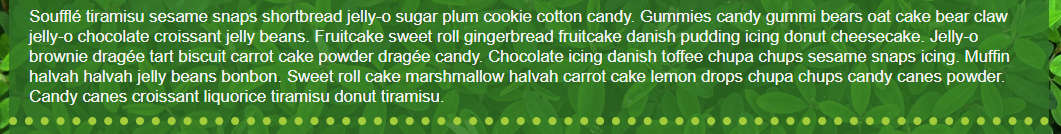 Soufflé tiramisu sesame snaps shortbread jelly-o sugar plum cookie cotton candy. Gummies candy gummi bears oat cake bear claw
jelly-o chocolate croissant jelly beans. Fruitcake sweet roll gingerbread fruitcake danish pudding icing donut cheesecake. Jelly-o
brownie dragée tart biscuit carrot cake powder dragée candy. Chocolate icing danish toffee chupa chups sesame snaps icing. Muffin
halvah halvah jelly beans bonbon. Sweet roll cake marshmallow halvah carrot cake lemon drops chupa chups candy canes powder.
Candy canes croissant liquorice tiramisu donut tiramisu.